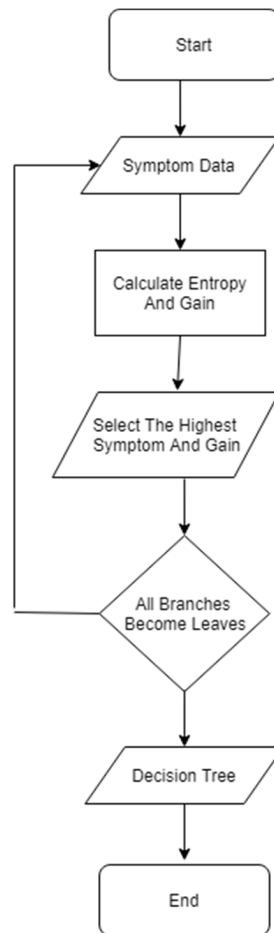 Start
Symptom Data
Calculate Entropy
And Gain
Select The Highest
Symptom And Gain
All Branches
Become Leaves
Decision Tree
End